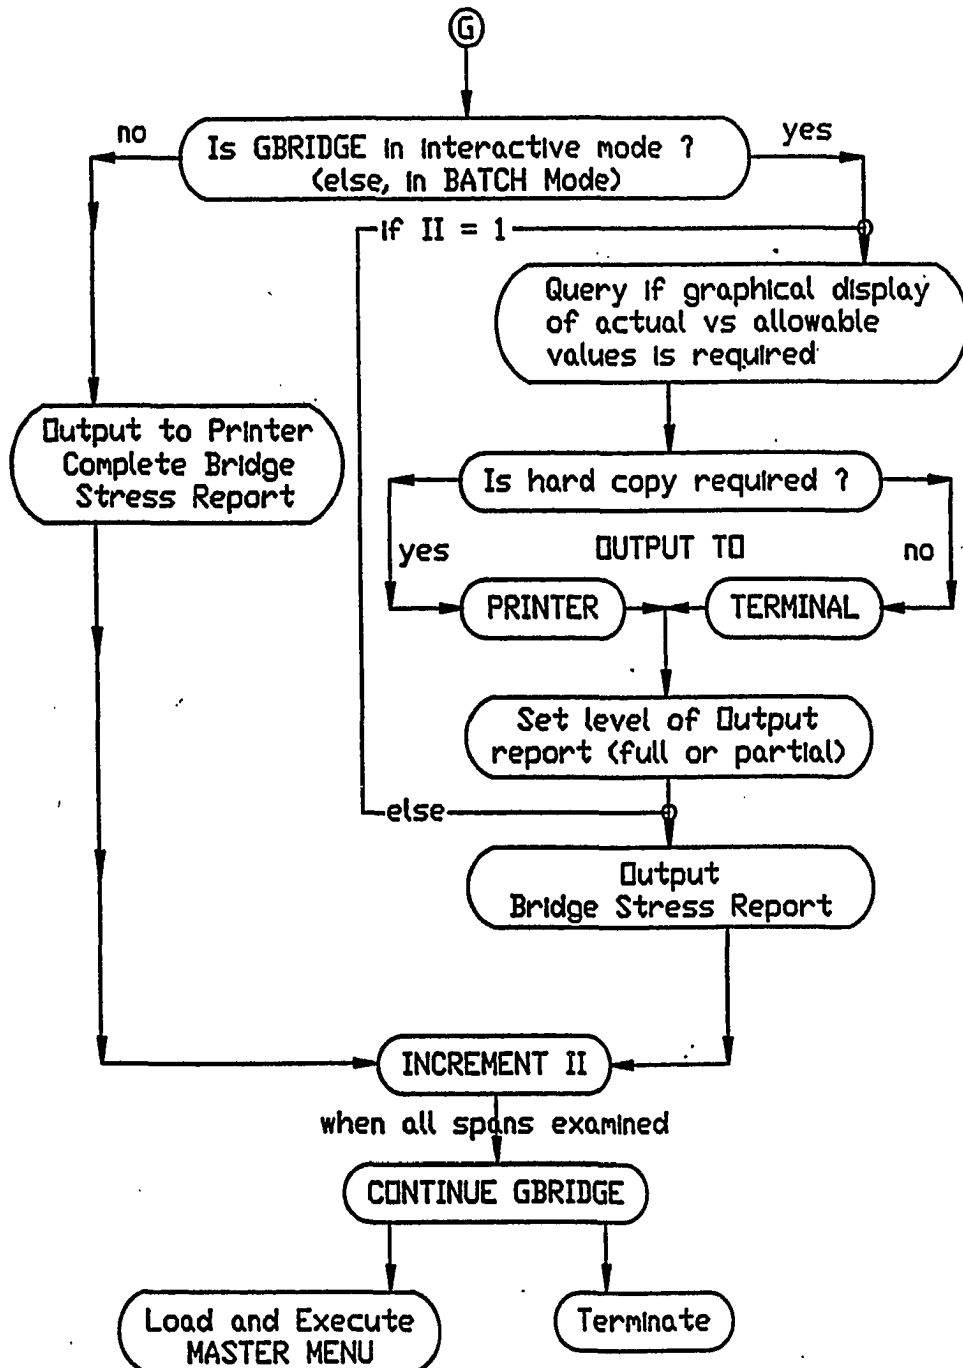 G
no
yes
Is GBRIDGE in interactive mode ?
(else, in BATCH Mode)
if II = 1
Query if graphical display
of actual vs allowable
values is required
Output to Printer
Complete Bridge
Stress Report
Is hard copy required ?
yes
OUTPUT TO
no
PRINTER
TERMINAL
Set level of Output
report (full or partial)
else
Output
Bridge Stress Report
INCREMENT II
when all spans examined
CONTINUE GBRIDGE
Load and Execute
MASTER MENU
Terminate